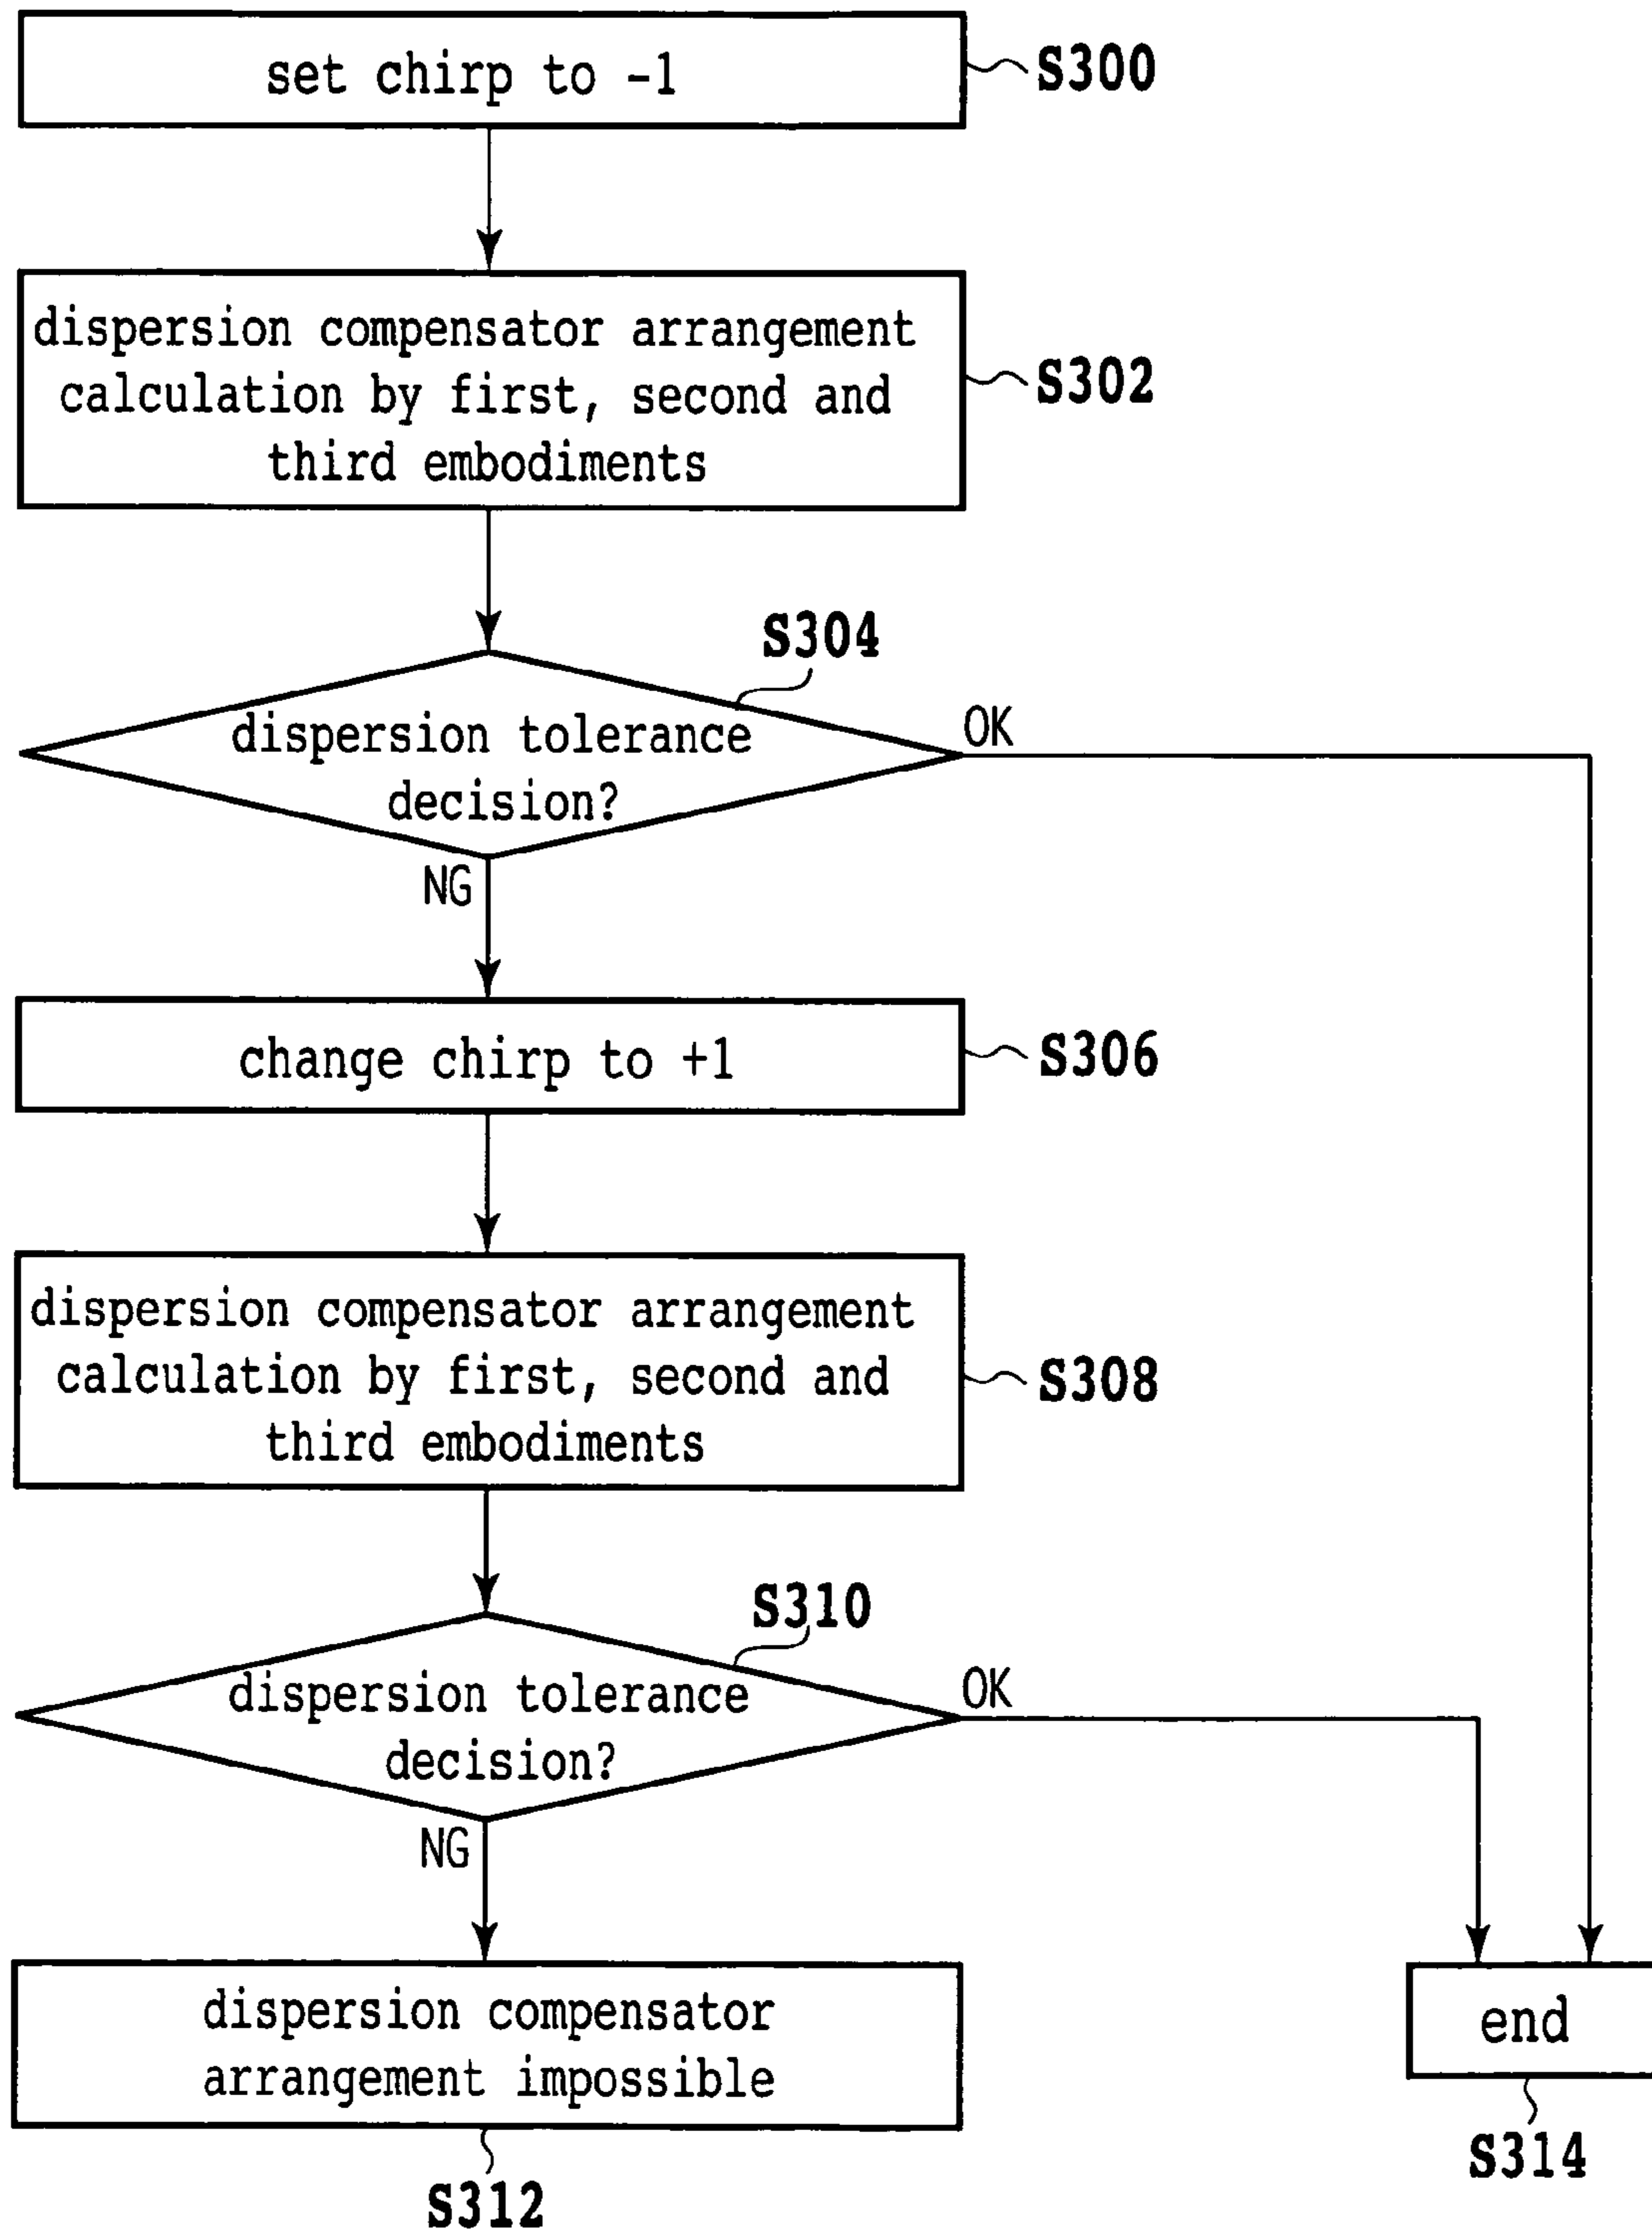 set chirp to -1
S300
dispersion compensator arrangement
calculation by first, second and
third embodiments
S302
S304
dispersion tolerance
decision?
OK
NG
change chirp to +1
S306
dispersion compensator arrangement
calculation by first, second and
third embodiments
S308
S310
dispersion tolerance
decision?
OK
NG
dispersion compensator
arrangement impossible
S312
end
S314